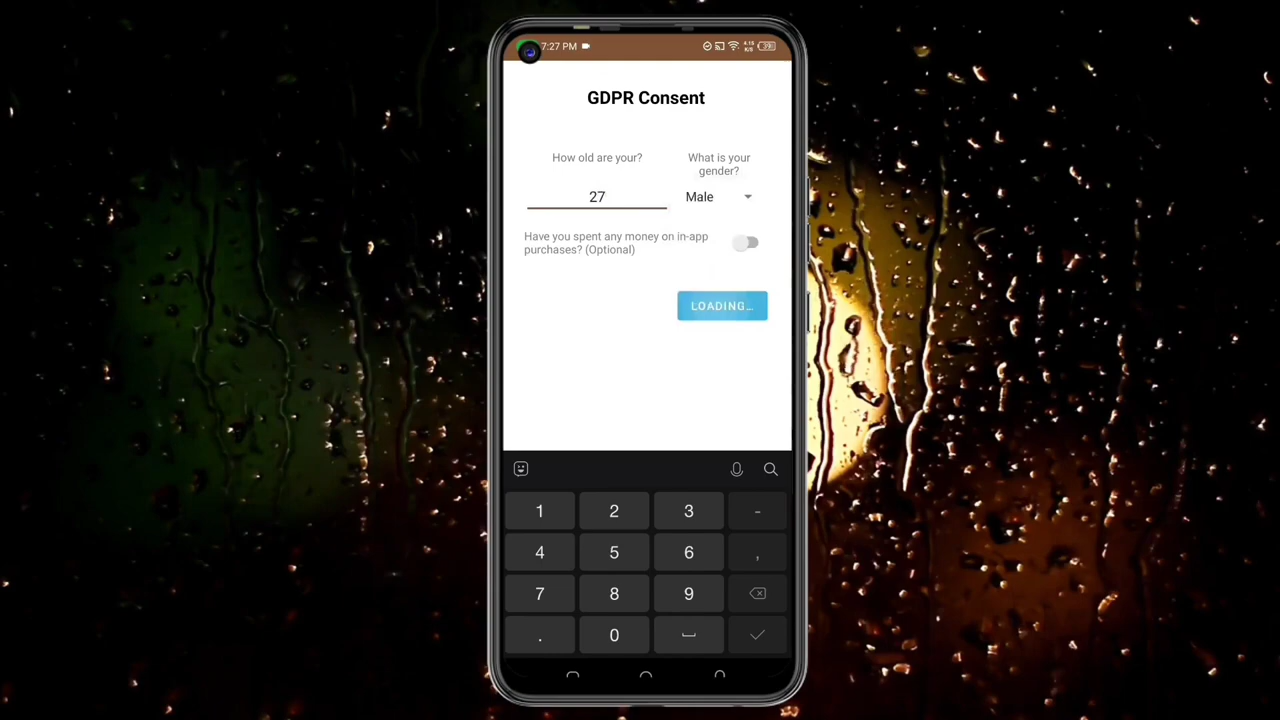 7:27 PM
GDPR Consent
How old are your?
What is your
gender?
27
Male
Have you spent any money on in-app
purchases? (Optional)
LOADING...
1 2 3 -
4 5 6 ,
7 8 9
. 0